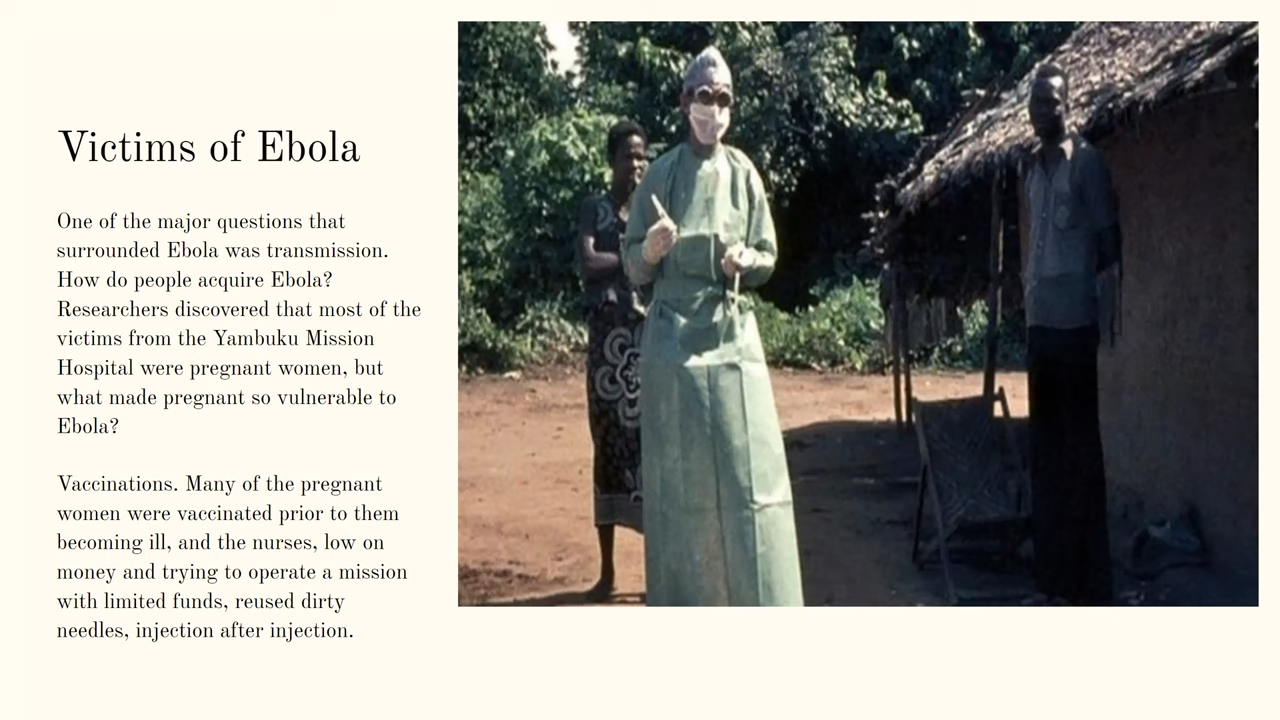 Victims of Ebola
One of the major questions that
surrounded Ebola was transmission.
How do people acquire Ebola?
Researchers discovered that most of the
victims from the Yambuku Mission
Hospital were pregnant women, but
what made pregnant so vulnerable to
Ebola?
Vaccinations. Many of the pregnant
women were vaccinated prior to them
becoming ill, and the nurses, low on
money and trying to operate a mission
with limited funds, reused dirty
needles, injection after injection.